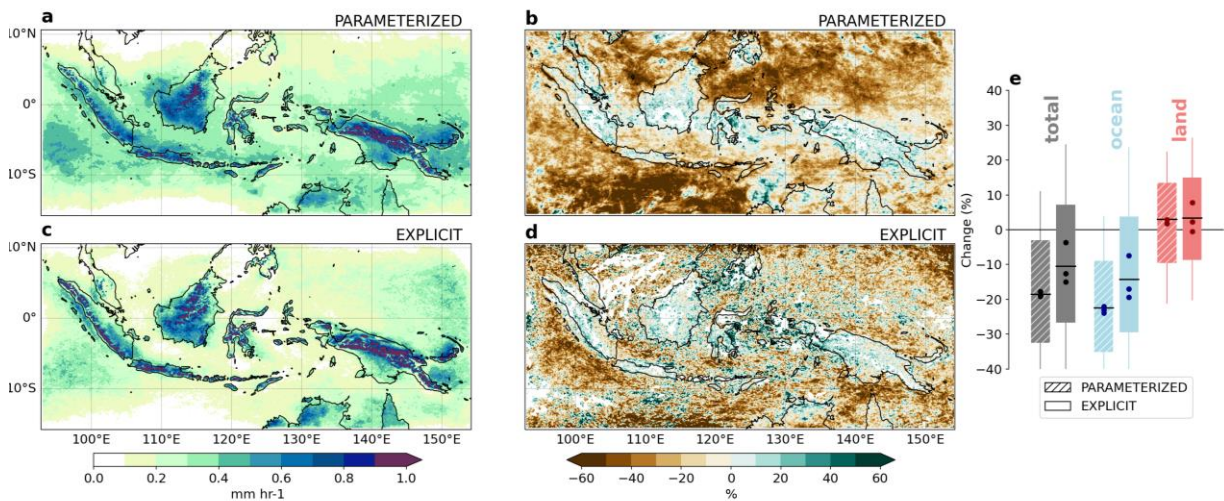 a PARAMETERIZED
10°N
0°
10°S
c EXPLICIT
10°N
0°
10°S
100°E 110°E 120°E 130°E 140°E 150°E
0.0 0.2 0.4 0.6 0.8 1.0
mm hr-1
b PARAMETERIZED
d EXPLICIT
100°E 110°E 120°E 130°E 140°E 150°E
−60 −40 −20 0 20 40 60
%
e
total
ocean
land
Change (%)
40
30
20
10
0
−10
−20
−30
−40
PARAMETERIZED
EXPLICIT